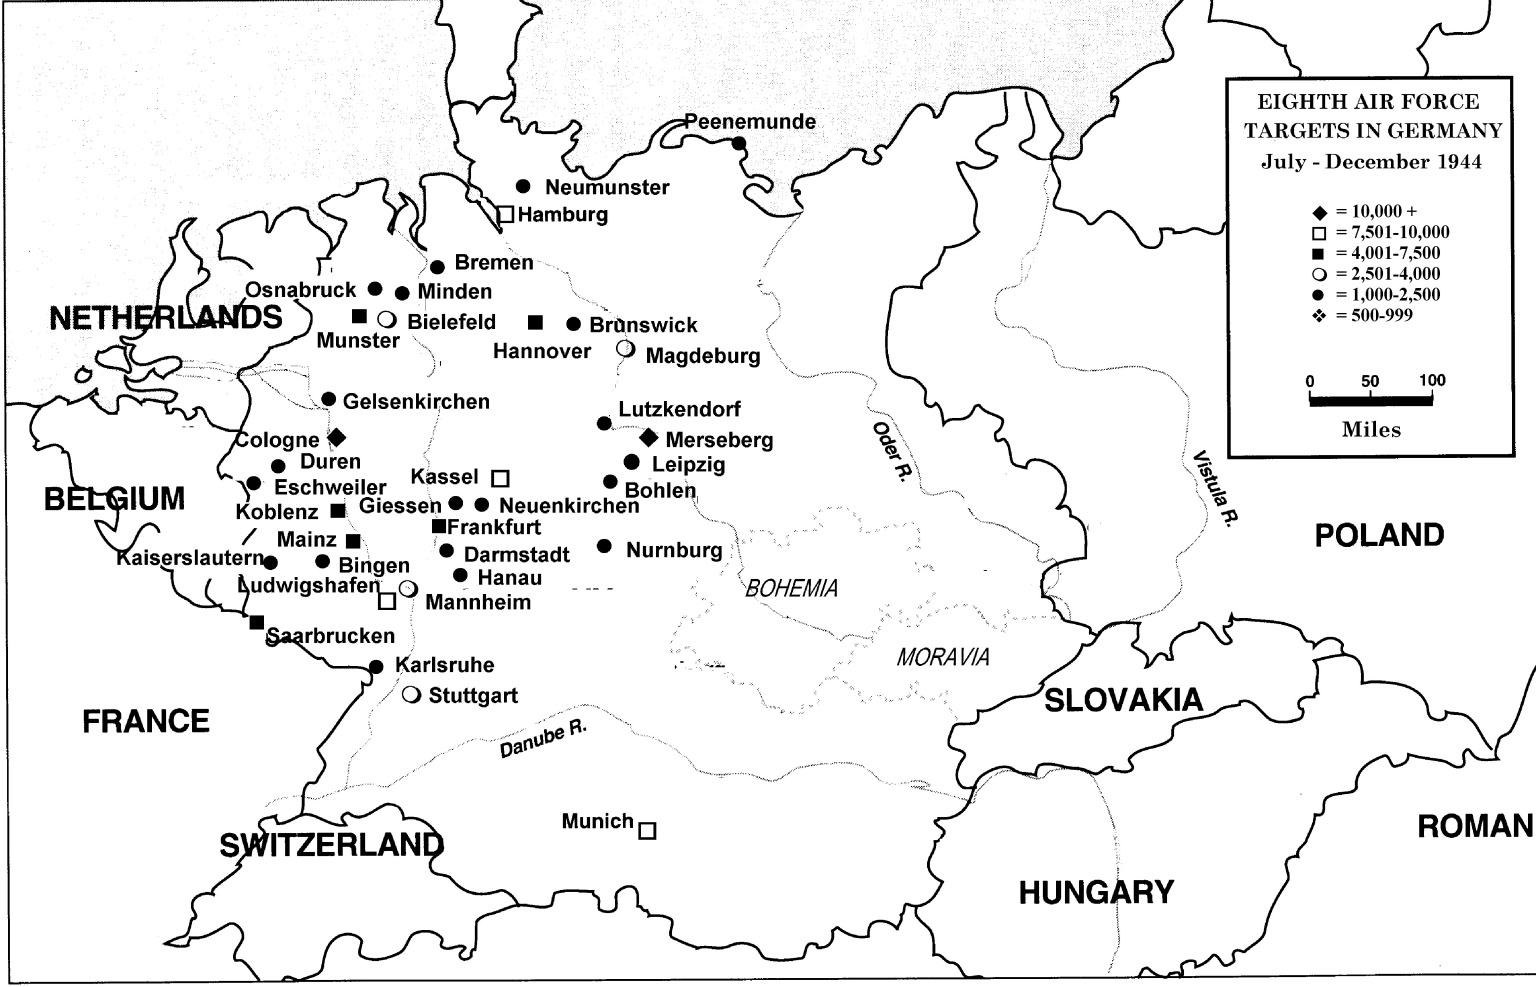 EIGHTH AIR FORCE
TARGETS IN GERMANY
July - December 1944
= 10,000 +
= 7,501-10,000
= 4,001-7,500
= 2,501-4,000
= 1,000-2,500
= 500-999
0 50 100
Miles
Peenemunde
Neumunster
Hamburg
Bremen
Osnabruck
Minden
NETHERLANDS
Bielefeld
Munster
Brunswick
Hannover
Magdeburg
Gelsenkirchen
Lutzkendorf
Cologne
Merseberg
Oder R.
Vistula R.
Duren
Leipzig
Kassel
Eschweiler
Bohlen
BELGIUM
Koblenz
Giessen
Neuenkirchen
Frankfurt
POLAND
Mainz
Darmstadt
Nurnburg
Kaiserslautern
Bingen
Hanau
Ludwigshafen
BOHEMIA
Mannheim
Saarbrucken
MORAVIA
Karlsruhe
Stuttgart
SLOVAKIA
FRANCE
Danube R.
Munich
ROMAN
SWITZERLAND
HUNGARY